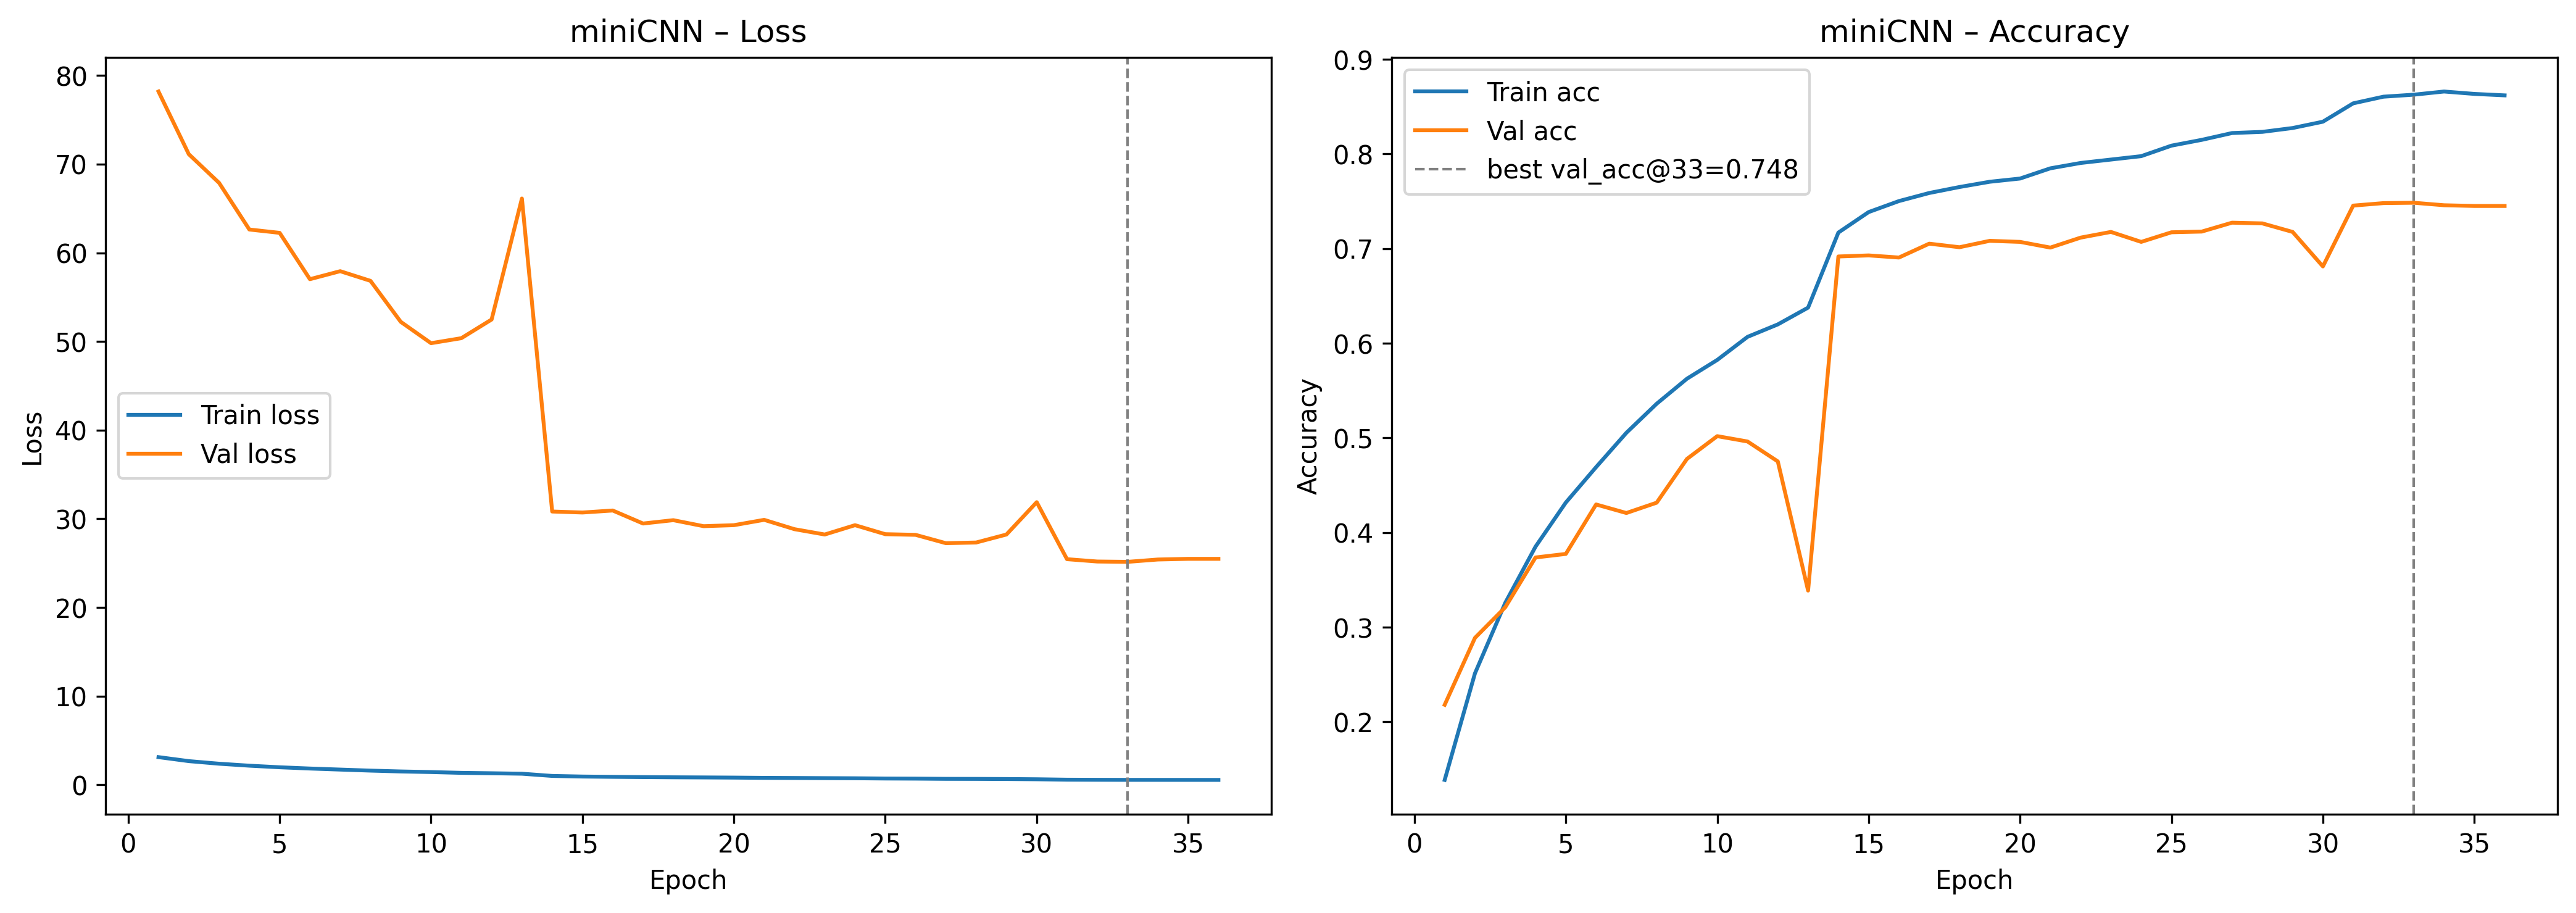 miniCNN – Loss
80
70
60
50
40
30
20
10
0
Loss
Train loss
Val loss
0 5 10 15 20 25 30 35
Epoch
miniCNN – Accuracy
0.9
0.8
0.7
0.6
0.5
0.4
0.3
0.2
Accuracy
Train acc
Val acc
best val_acc@33=0.748
0 5 10 15 20 25 30 35
Epoch